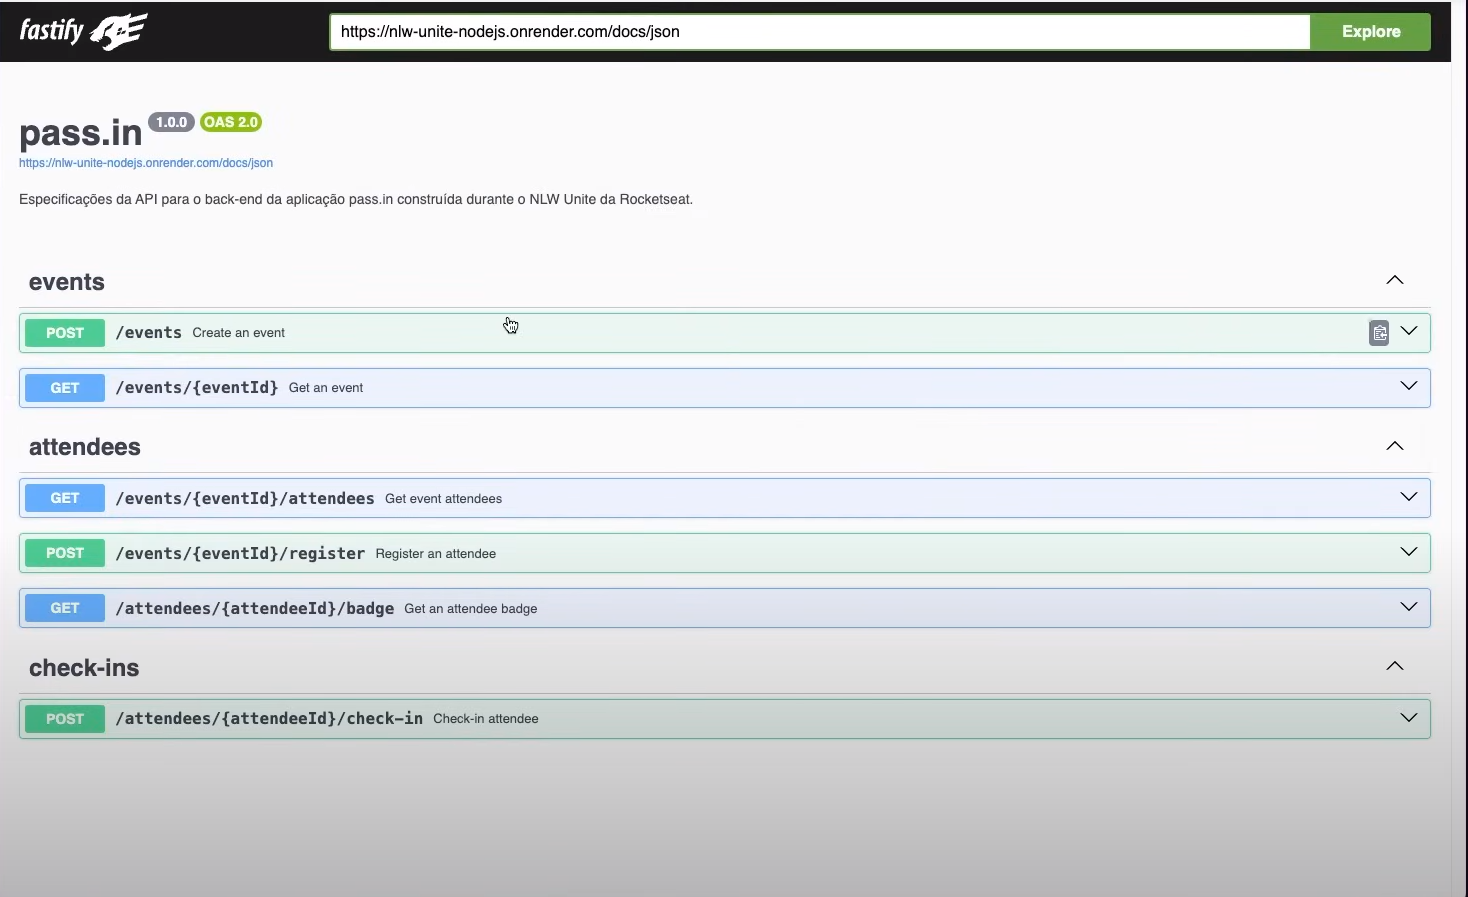 fastify
https://nlw-unite-nodejs.onrender.com/docs/json
Explore
pass.in 1.0.0 OAS 2.0
https://nlw-unite-nodejs.onrender.com/docs/json
Especificações da API para o back-end da aplicação pass.in construída durante o NLW Unite da Rocketseat.
events
POST /events Create an event
GET /events/{eventId} Get an event
attendees
GET /events/{eventId}/attendees Get event attendees
POST /events/{eventId}/register Register an attendee
GET /attendees/{attendeeId}/badge Get an attendee badge
check-ins
POST /attendees/{attendeeId}/check-in Check-in attendee